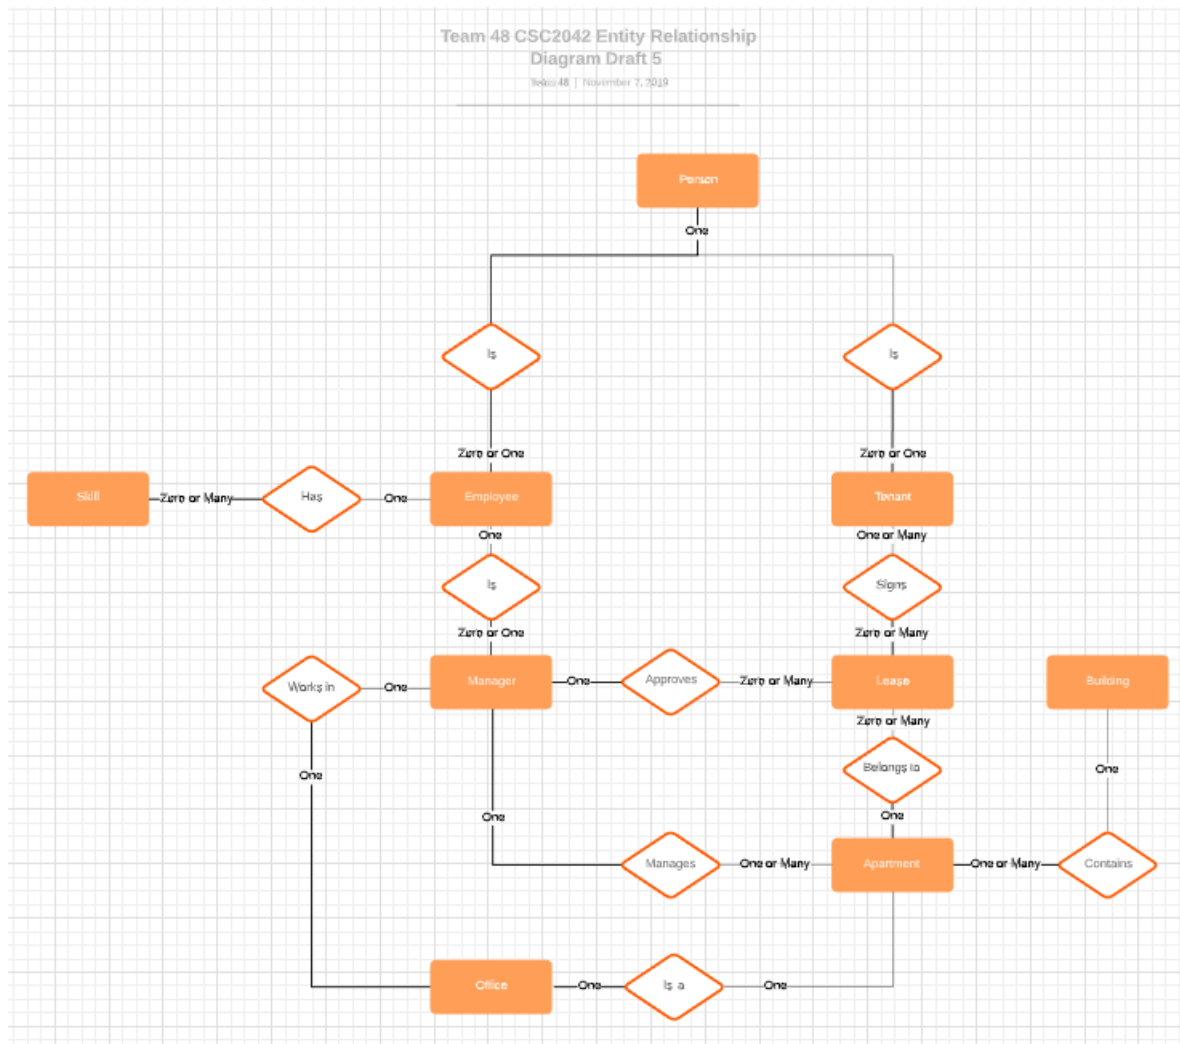 Team 48 CSC2042 Entity Relationship
Diagram Draft 5
Team 48 | November 7, 2019
Person
One
Is
Is
Zero or One
Zero or One
Skill
Zero or Many
Has
One
Employee
Tenant
One
One or Many
Is
Signs
Zero or One
Zero or Many
Works in
One
Manager
One
Approves
Zero or Many
Lease
Building
Zero or Many
Belongs to
One
One
One
One
Manages
One or Many
Apartment
One or Many
Contains
Office
One
Is a
One